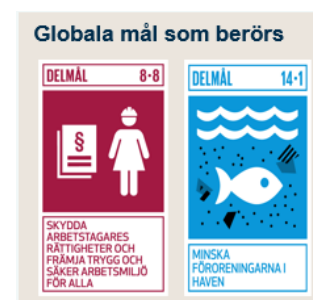 Globala mål som berörs
DELMÅL 8·8
§
SKYDDA
ARBETSTAGARES
RÄTTIGHETER OCH
FRÄMJA TRYGG OCH
SÄKER ARBETSMILJÖ
FÖR ALLA
DELMÅL 14·1
MINSKA
FÖRORENINGARNA I
HAVEN